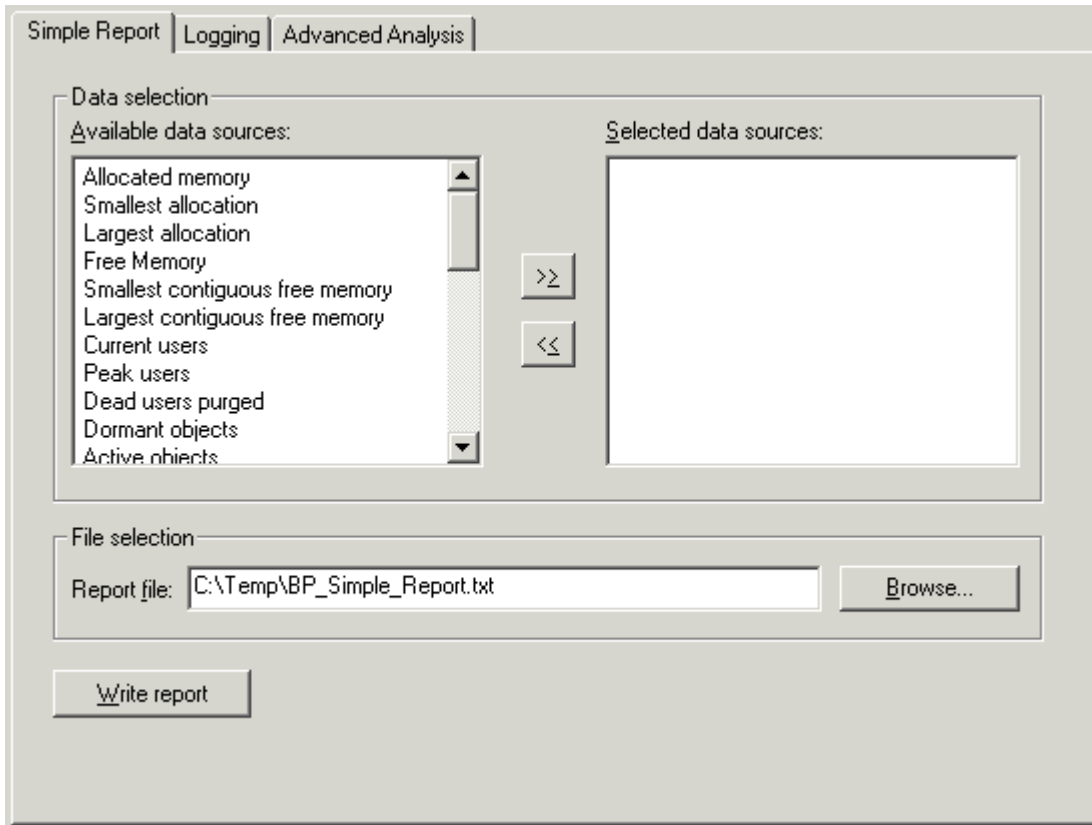 Simple Report
Logging
Advanced Analysis
Data selection
Available data sources:
Allocated memory
Smallest allocation
Largest allocation
Free Memory
Smallest contiguous free memory
Largest contiguous free memory
Current users
Peak users
Dead users purged
Dormant objects
Active objects
>>
<<
Selected data sources:
File selection
Report file:
C:\Temp\BP_Simple_Report.txt
Browse...
Write report